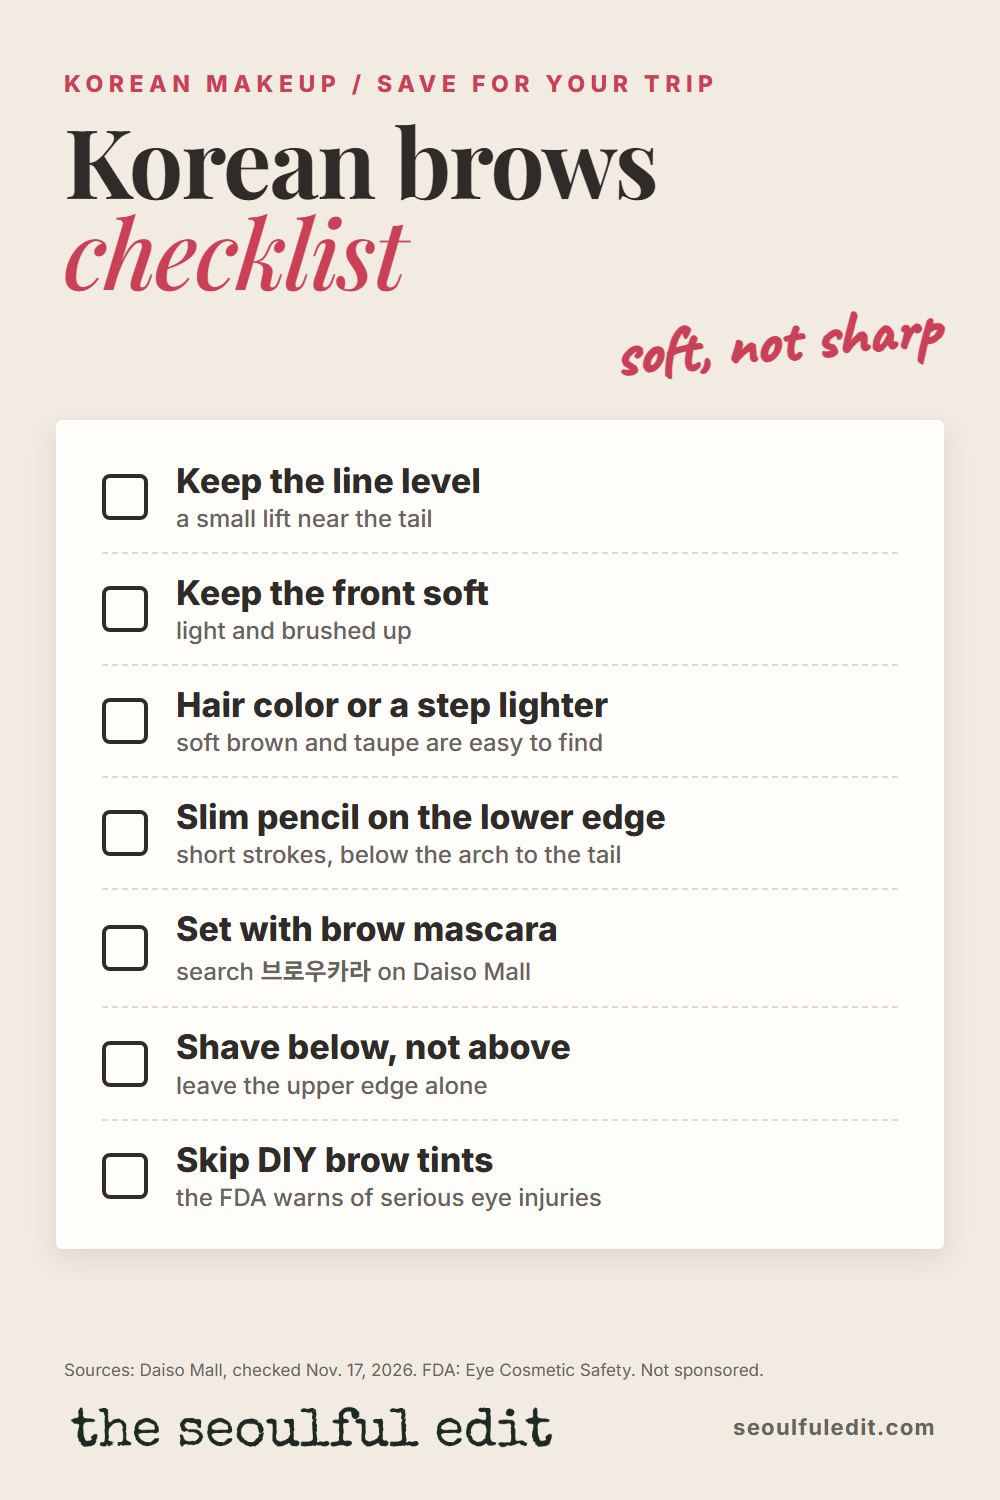 KOREAN MAKEUP / SAVE FOR YOUR TRIP
Korean brows
checklist
soft, not sharp
Keep the line level
a small lift near the tail
Keep the front soft
light and brushed up
Hair color or a step lighter
soft brown and taupe are easy to find
Slim pencil on the lower edge
short strokes, below the arch to the tail
Set with brow mascara
search 브로우카라 on Daiso Mall
Shave below, not above
leave the upper edge alone
Skip DIY brow tints
the FDA warns of serious eye injuries
Sources: Daiso Mall, checked Nov. 17, 2026. FDA: Eye Cosmetic Safety. Not sponsored.
the seoulful edit
seoulfuledit.com